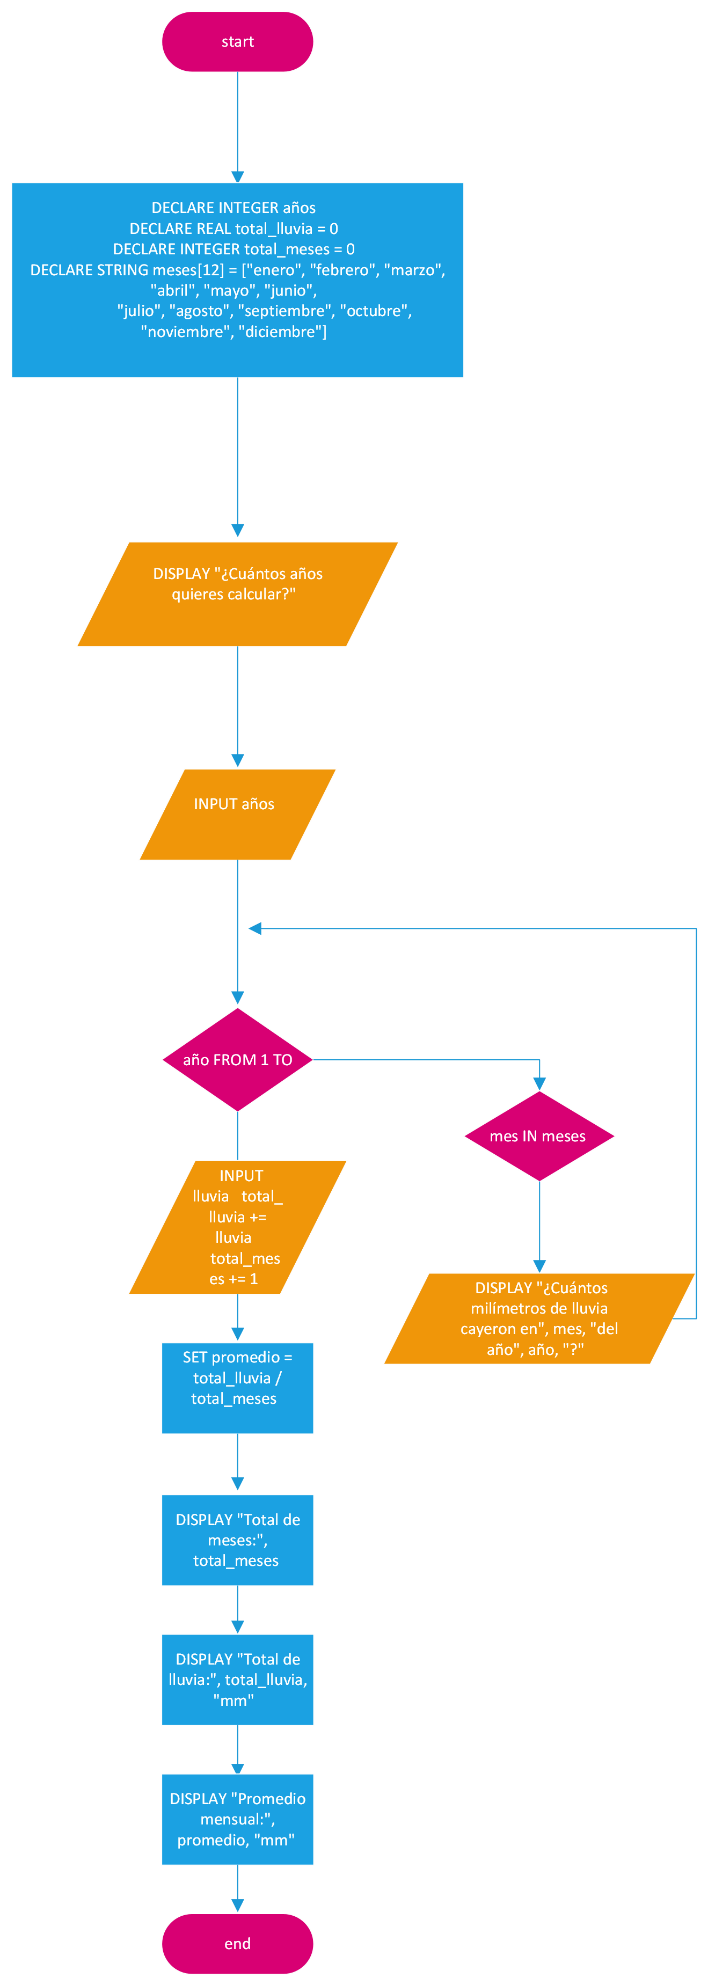 start
DECLARE INTEGER años
DECLARE REAL total_lluvia = 0
DECLARE INTEGER total_meses = 0
DECLARE STRING meses[12] = ["enero", "febrero", "marzo",
"abril", "mayo", "junio",
"julio", "agosto", "septiembre", "octubre",
"noviembre", "diciembre"]
DISPLAY "¿Cuántos años
quieres calcular?"
INPUT años
año FROM 1 TO
mes IN meses
INPUT
lluvia total_
lluvia +=
lluvia
total_mes
es += 1
DISPLAY "¿Cuántos
milímetros de lluvia
cayeron en", mes, "del
año", año, "?"
SET promedio =
total_lluvia /
total_meses
DISPLAY "Total de
meses:",
total_meses
DISPLAY "Total de
lluvia:", total_lluvia,
"mm"
DISPLAY "Promedio
mensual:",
promedio, "mm"
end